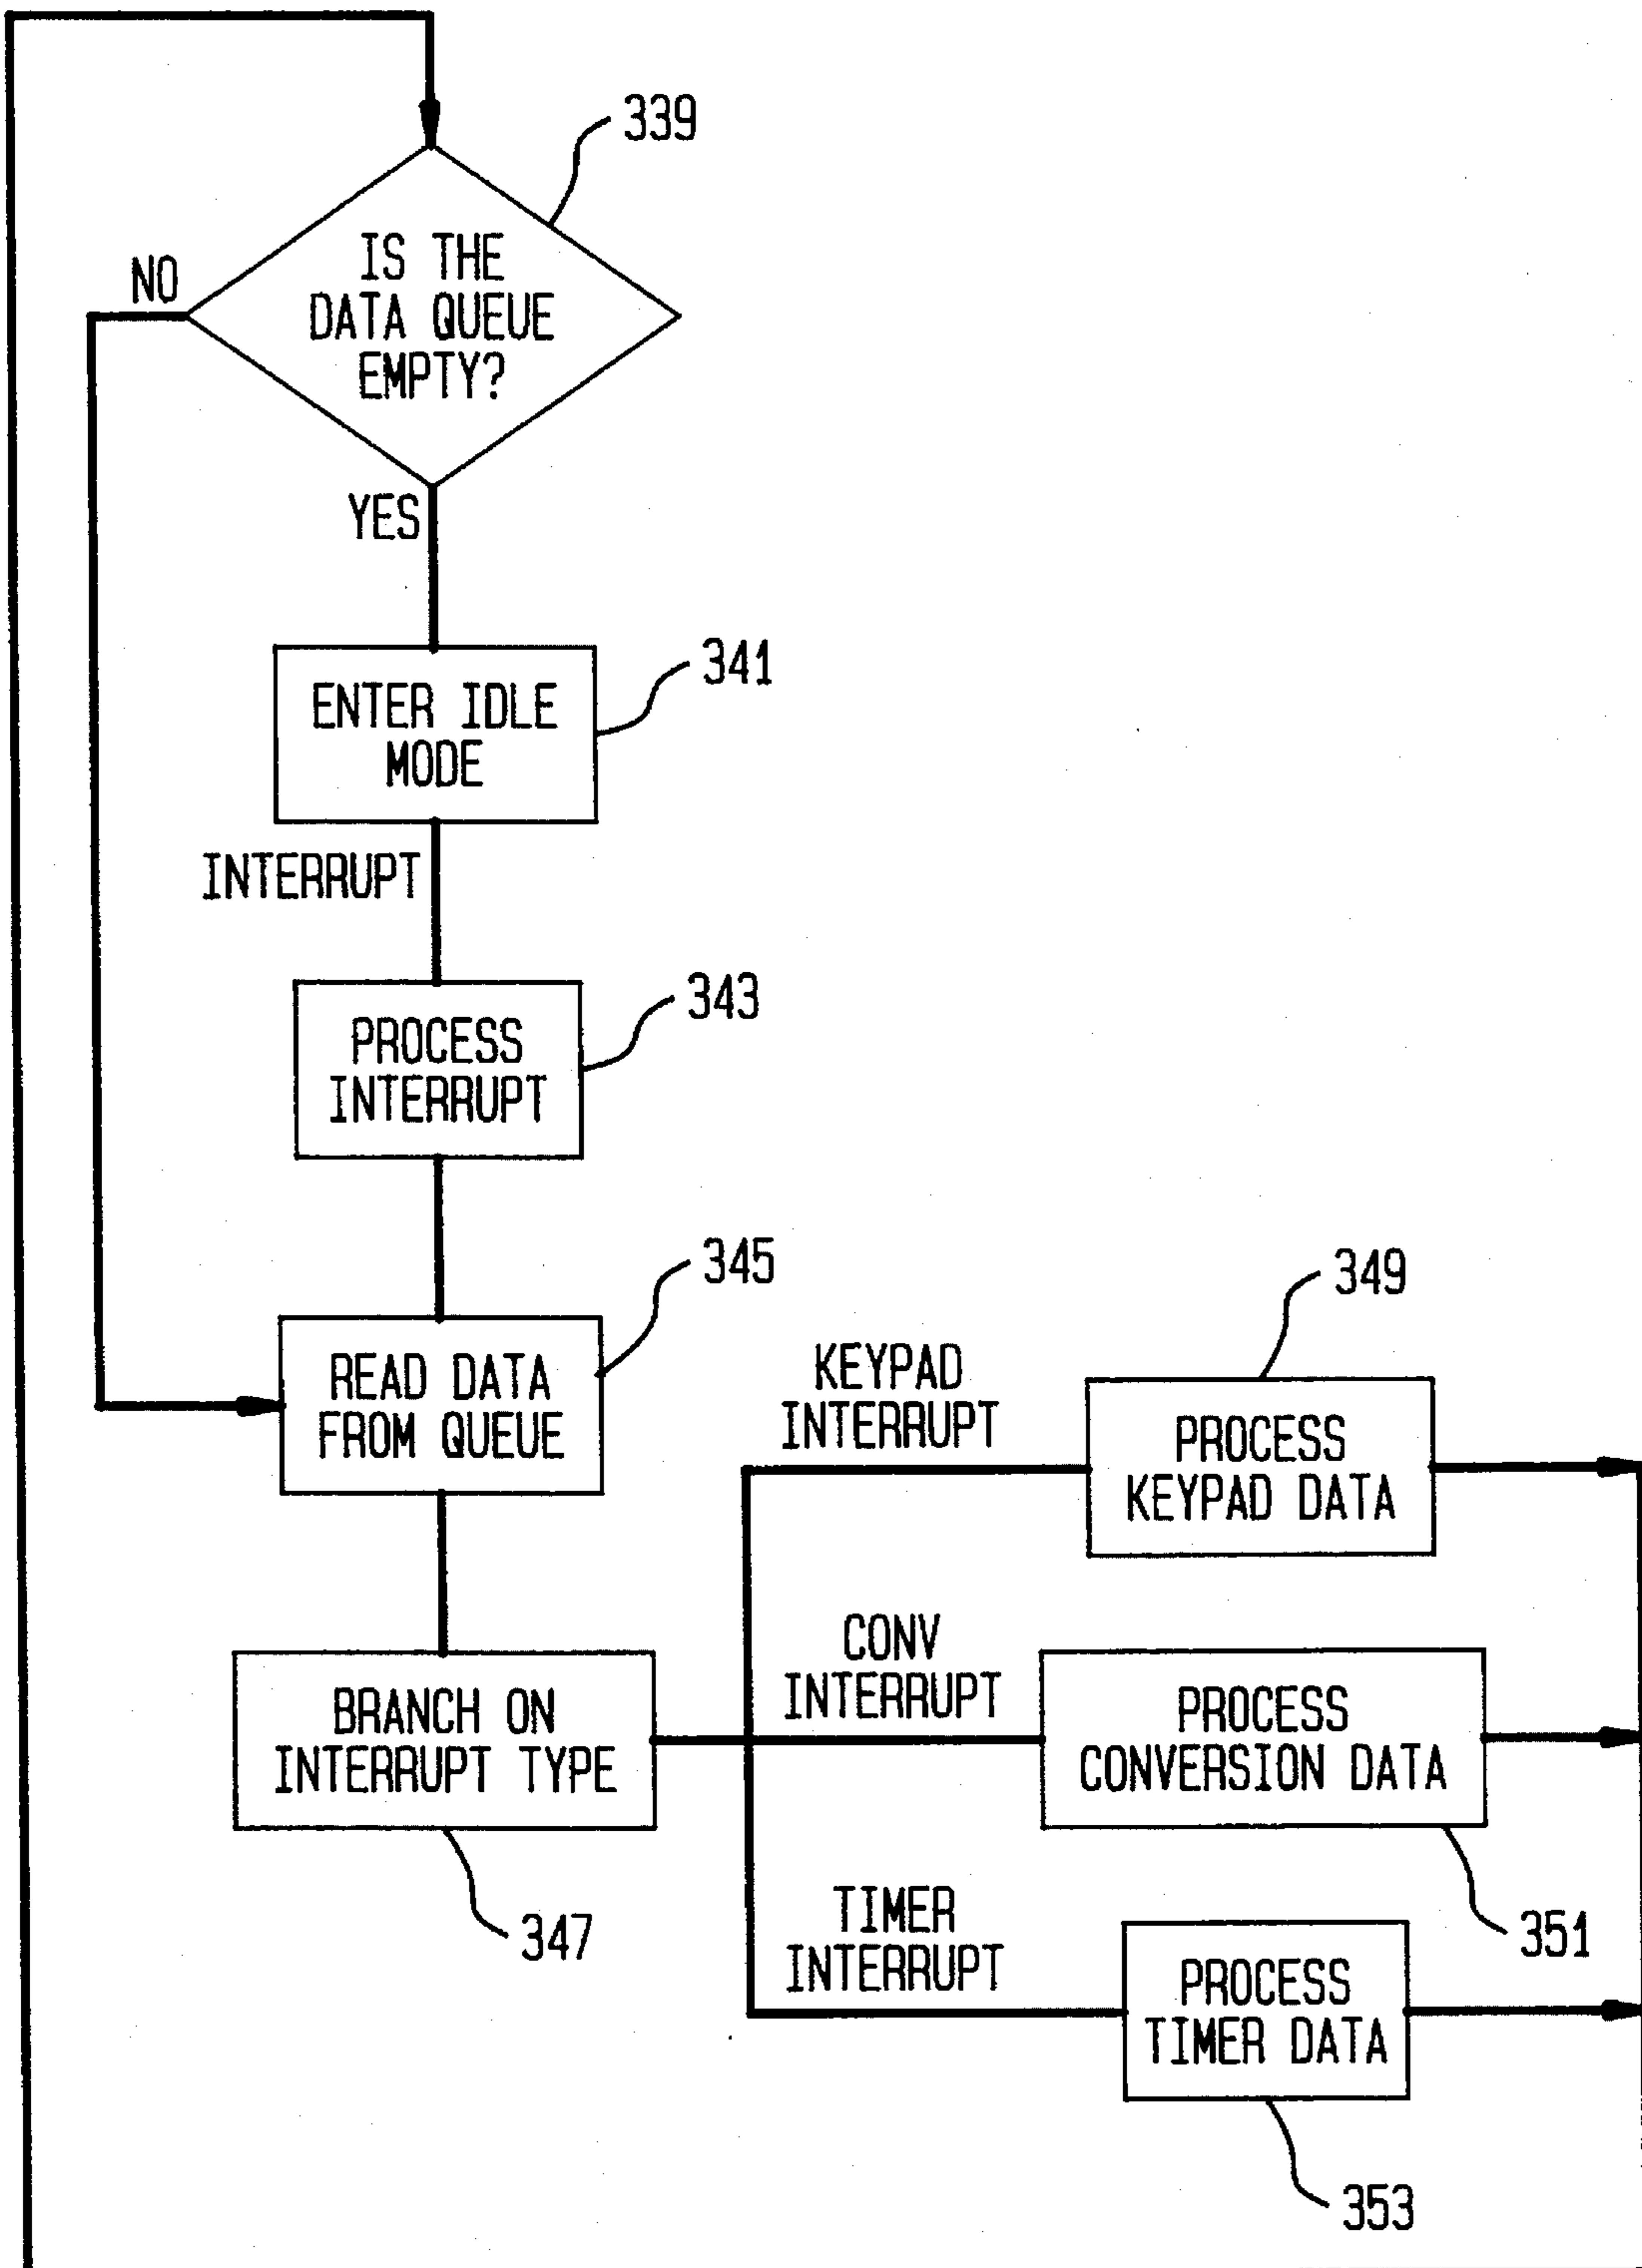 339
IS THE
DATA QUEUE
EMPTY?
NO
YES
341
ENTER IDLE
MODE
INTERRUPT
343
PROCESS
INTERRUPT
345
READ DATA
FROM QUEUE
347
BRANCH ON
INTERRUPT TYPE
KEYPAD
INTERRUPT
349
PROCESS
KEYPAD DATA
CONV
INTERRUPT
PROCESS
CONVERSION DATA
351
TIMER
INTERRUPT
PROCESS
TIMER DATA
353